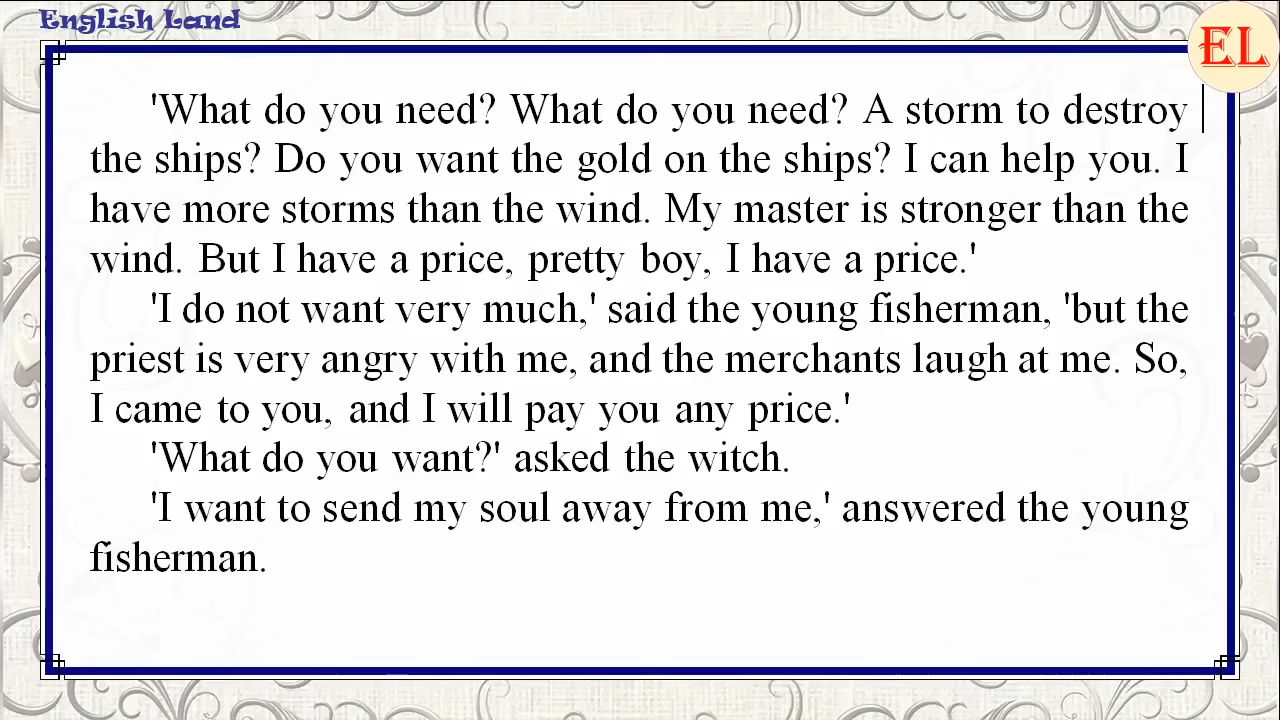 English Land
EL
'What do you need? What do you need? A storm to destroy
the ships? Do you want the gold on the ships? I can help you. I
have more storms than the wind. My master is stronger than the
wind. But I have a price, pretty boy, I have a price.'
'I do not want very much,' said the young fisherman, 'but the
priest is very angry with me, and the merchants laugh at me. So,
I came to you, and I will pay you any price.'
'What do you want?' asked the witch.
'I want to send my soul away from me,' answered the young
fisherman.